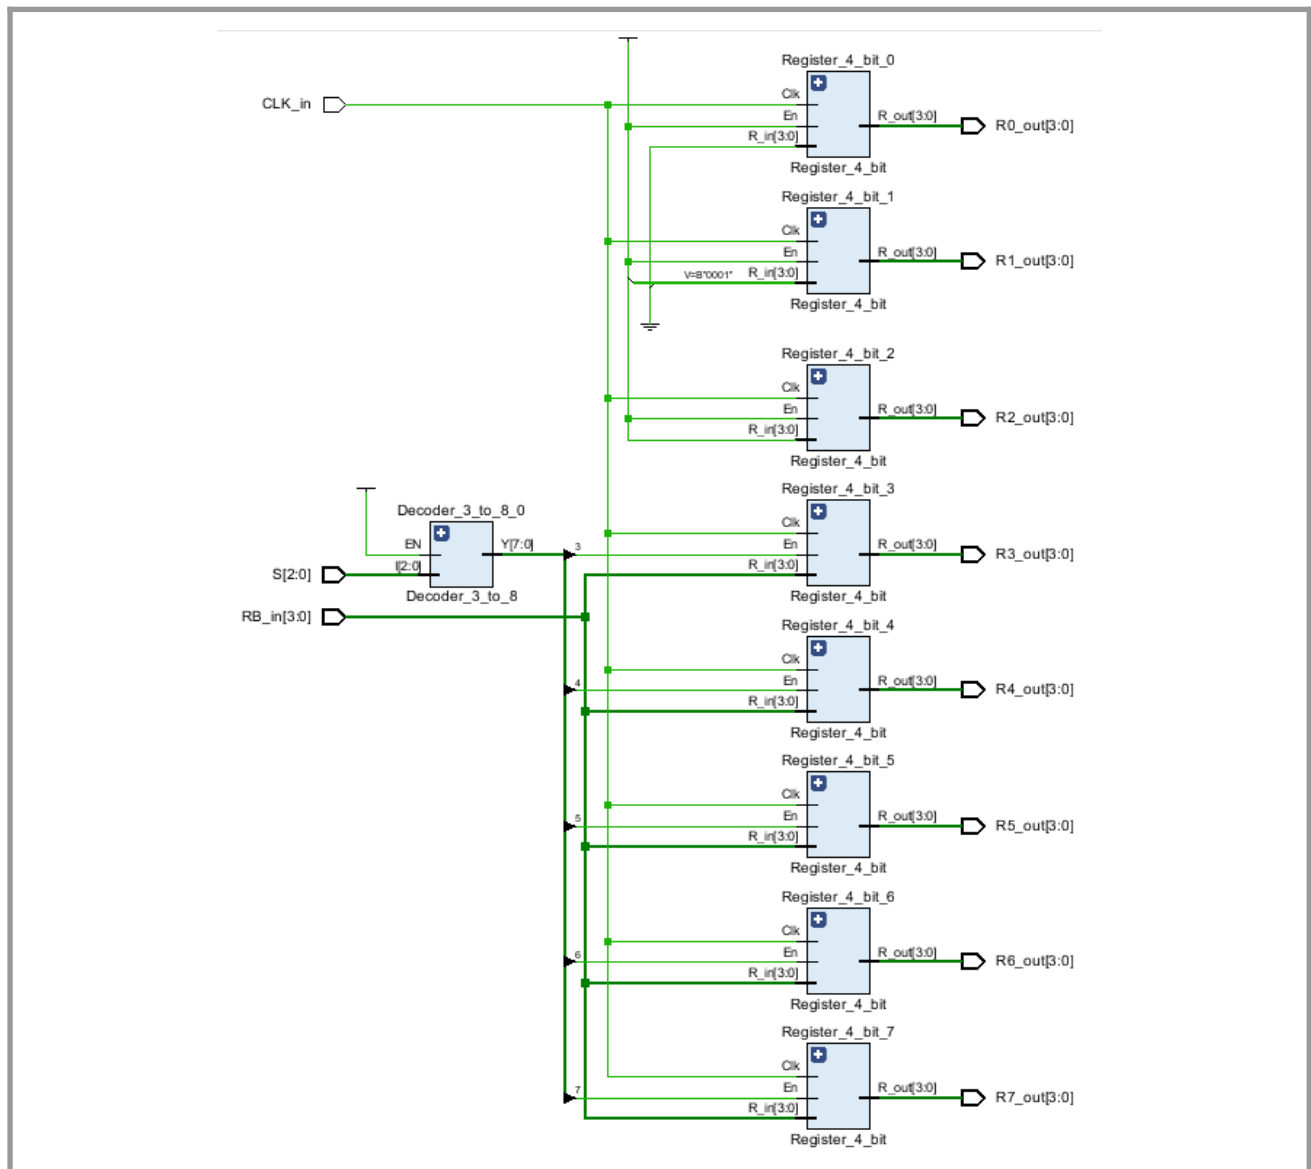 Register_4_bit_0
CLK_in
Clk
En
R_in[3:0]
R_out[3:0]
R0_out[3:0]
Register_4_bit
Register_4_bit_1
Clk
En
V=B"0001"
R_in[3:0]
R_out[3:0]
R1_out[3:0]
Register_4_bit
Register_4_bit_2
Clk
En
R_in[3:0]
R_out[3:0]
R2_out[3:0]
Register_4_bit
Register_4_bit_3
Decoder_3_to_8_0
EN
I[2:0]
Y[7:0]
S[2:0]
Decoder_3_to_8
RB_in[3:0]
3
Clk
En
R_in[3:0]
R_out[3:0]
R3_out[3:0]
Register_4_bit
Register_4_bit_4
4
Clk
En
R_in[3:0]
R_out[3:0]
R4_out[3:0]
Register_4_bit
Register_4_bit_5
5
Clk
En
R_in[3:0]
R_out[3:0]
R5_out[3:0]
Register_4_bit
Register_4_bit_6
6
Clk
En
R_in[3:0]
R_out[3:0]
R6_out[3:0]
Register_4_bit
Register_4_bit_7
7
Clk
En
R_in[3:0]
R_out[3:0]
R7_out[3:0]
Register_4_bit